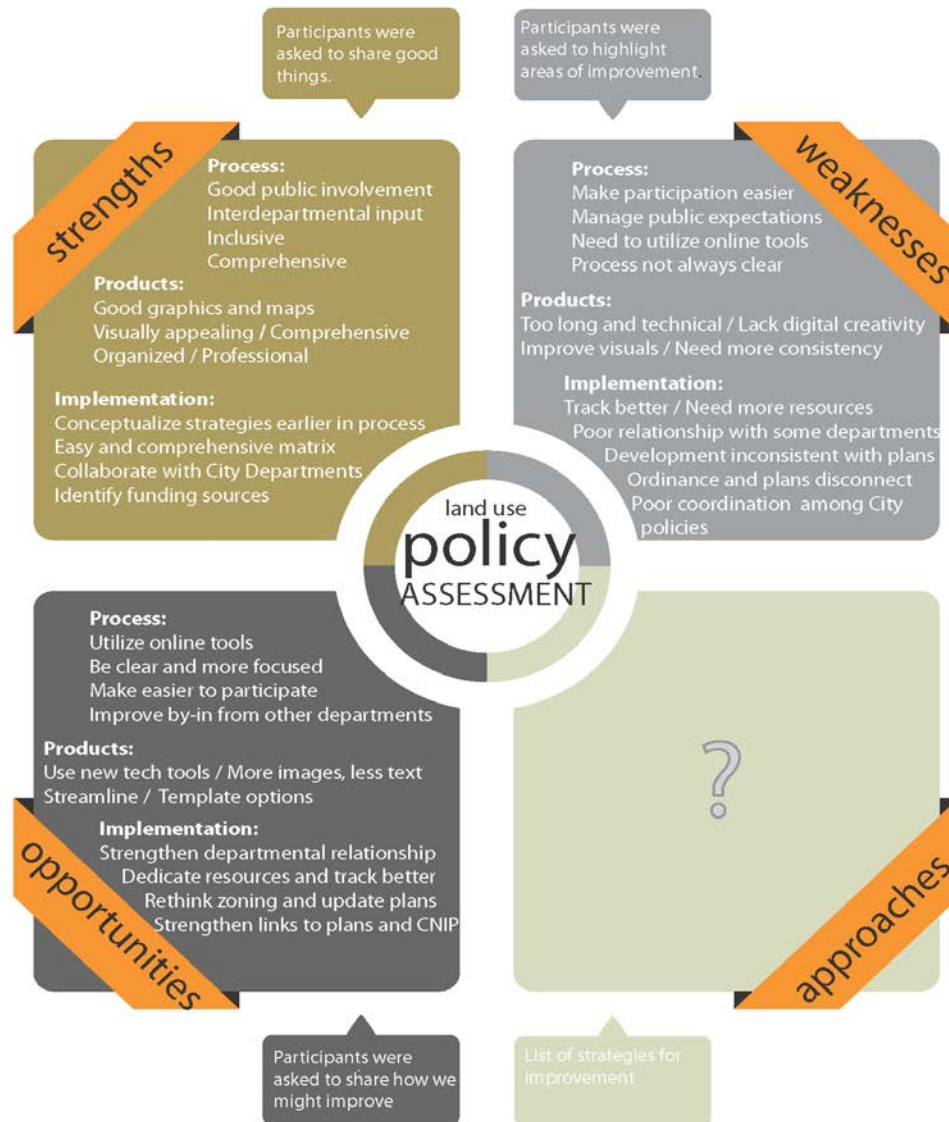 Participants were
asked to share good
things.
Participants were
asked to highlight
areas of improvement.
strengths
Process:
Good public involvement
Interdepartmental input
Inclusive
Comprehensive
Products:
Good graphics and maps
Visually appealing / Comprehensive
Organized / Professional
Implementation:
Conceptualize strategies earlier in process
Easy and comprehensive matrix
Collaborate with City Departments
Identify funding sources
weaknesses
Process:
Make participation easier
Manage public expectations
Need to utilize online tools
Process not always clear
Products:
Too long and technical / Lack digital creativity
Improve visuals / Need more consistency
Implementation:
Track better / Need more resources
Poor relationship with some departments
Development inconsistent with plans
Ordinance and plans disconnect
Poor coordination among City
policies
land use
policy
ASSESSMENT
Process:
Utilize online tools
Be clear and more focused
Make easier to participate
Improve by-in from other departments
Products:
Use new tech tools / More images, less text
Streamline / Template options
Implementation:
Strengthen departmental relationship
Dedicate resources and track better
Rethink zoning and update plans
Strengthen links to plans and CNIP
opportunities
?
approaches
Participants were
asked to share how we
might improve
List of strategies for
improvement